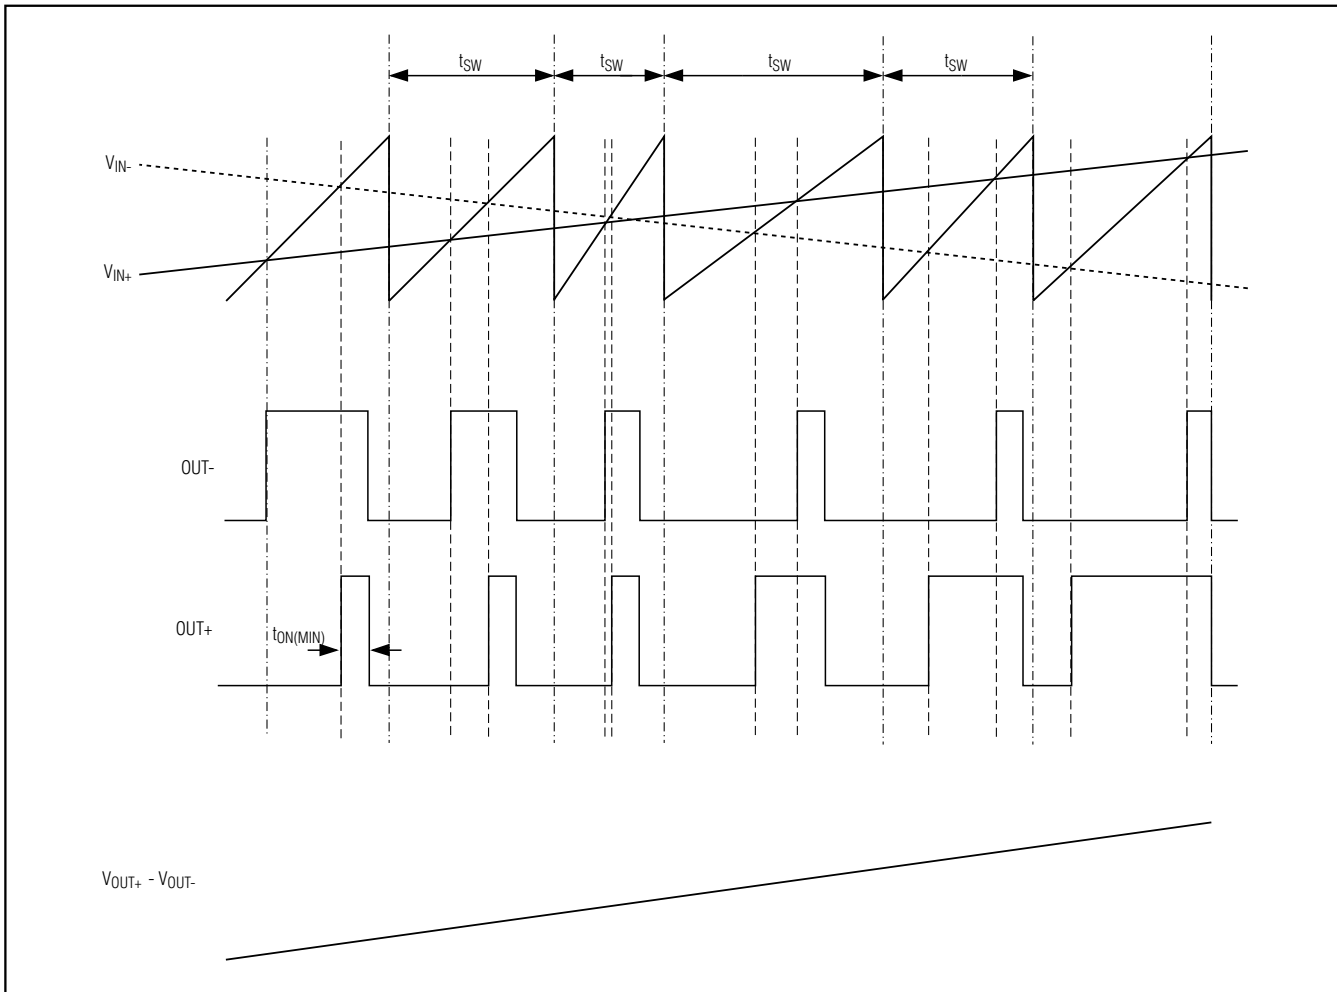 tSW
tSW
tSW
tSW
VIN-
VIN+
OUT-
OUT+
tON(MIN)
VOUT+ - VOUT-